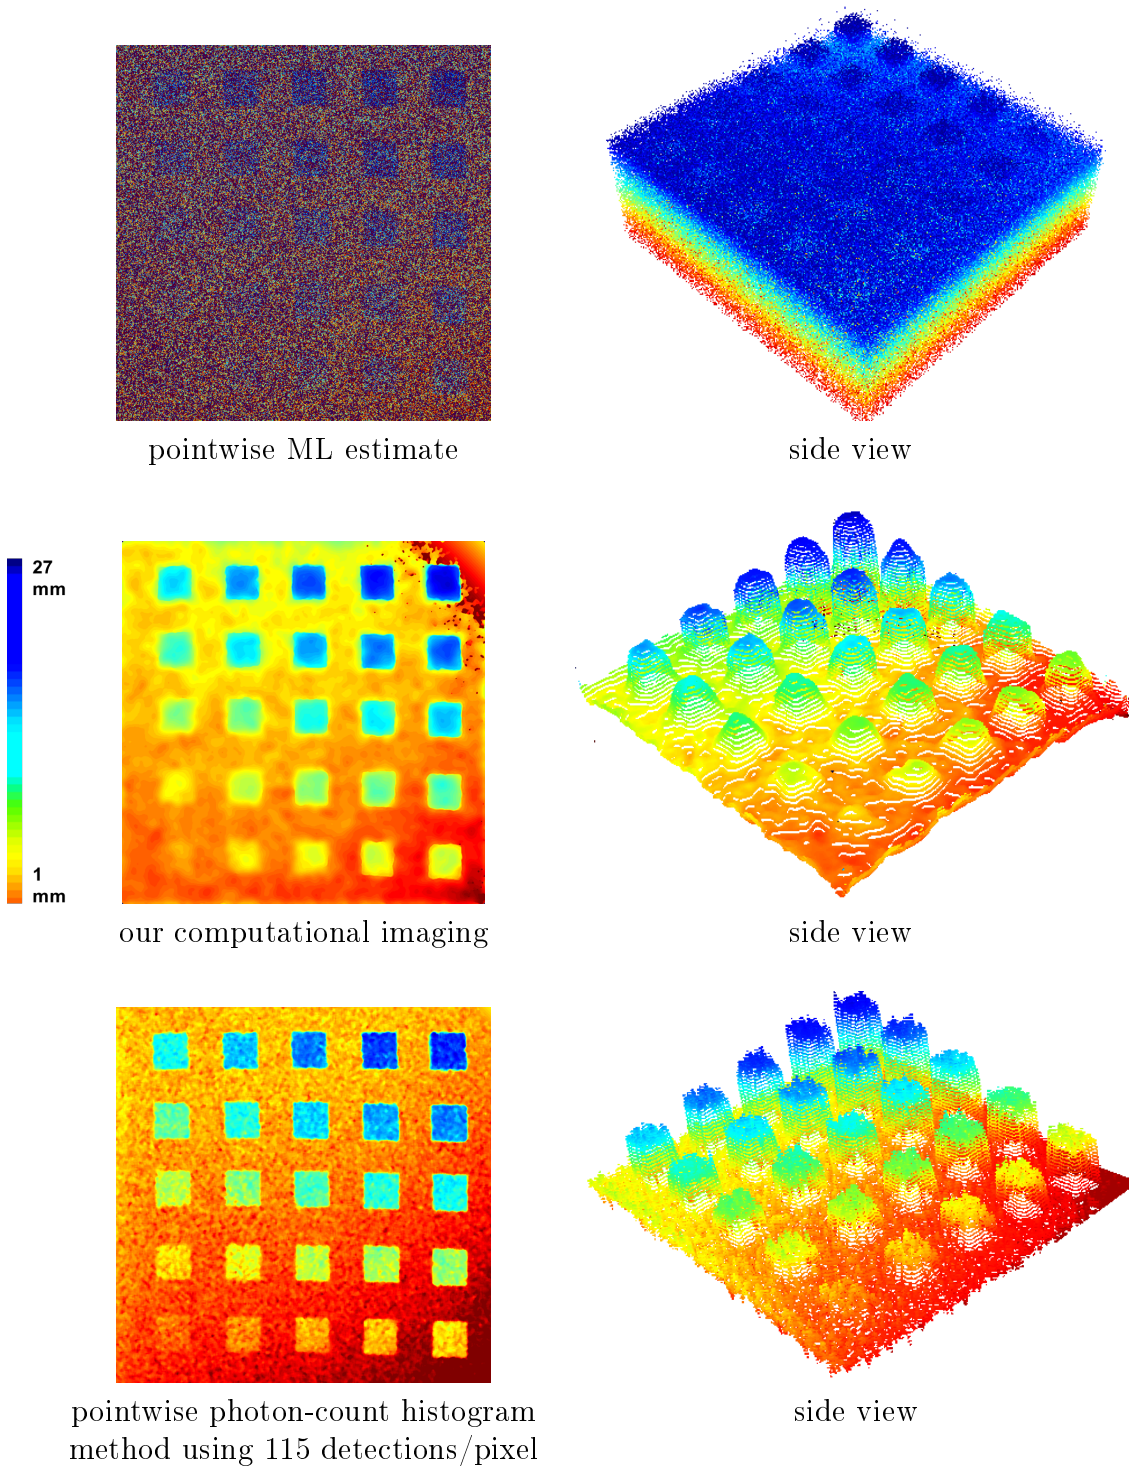 pointwise ML estimate
side view
27
mm
1
mm
our computational imaging
side view
pointwise photon-count histogram
method using 115 detections/pixel
side view